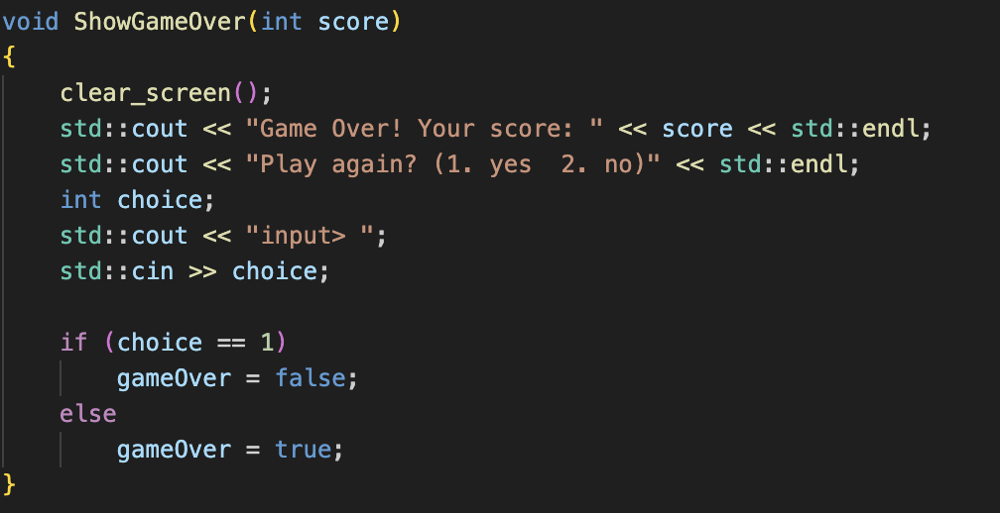 void ShowGameOver(int score)
{
    clear_screen();
    std::cout << "Game Over! Your score: " << score << std::endl;
    std::cout << "Play again? (1. yes  2. no)" << std::endl;
    int choice;
    std::cout << "input> ";
    std::cin >> choice;

    if (choice == 1)
        gameOver = false;
    else
        gameOver = true;
}